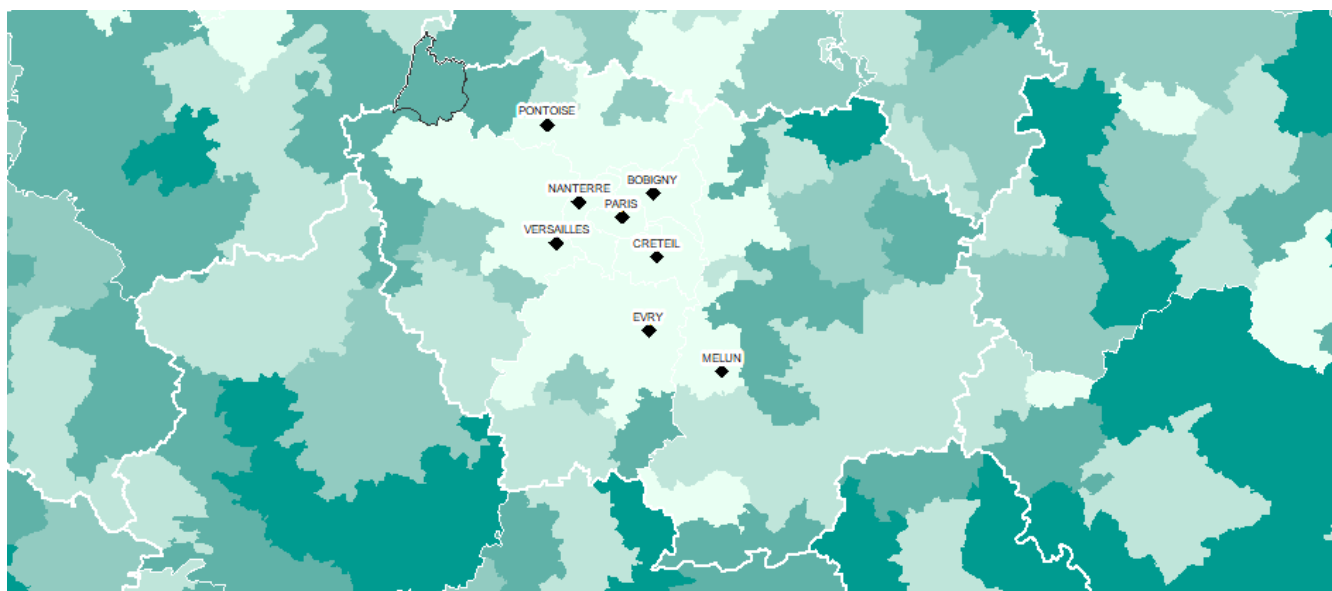 PONTOISE
BOBIGNY
NANTERRE
PARIS
VERSAILLES
CRETEIL
EVRY
MELUN